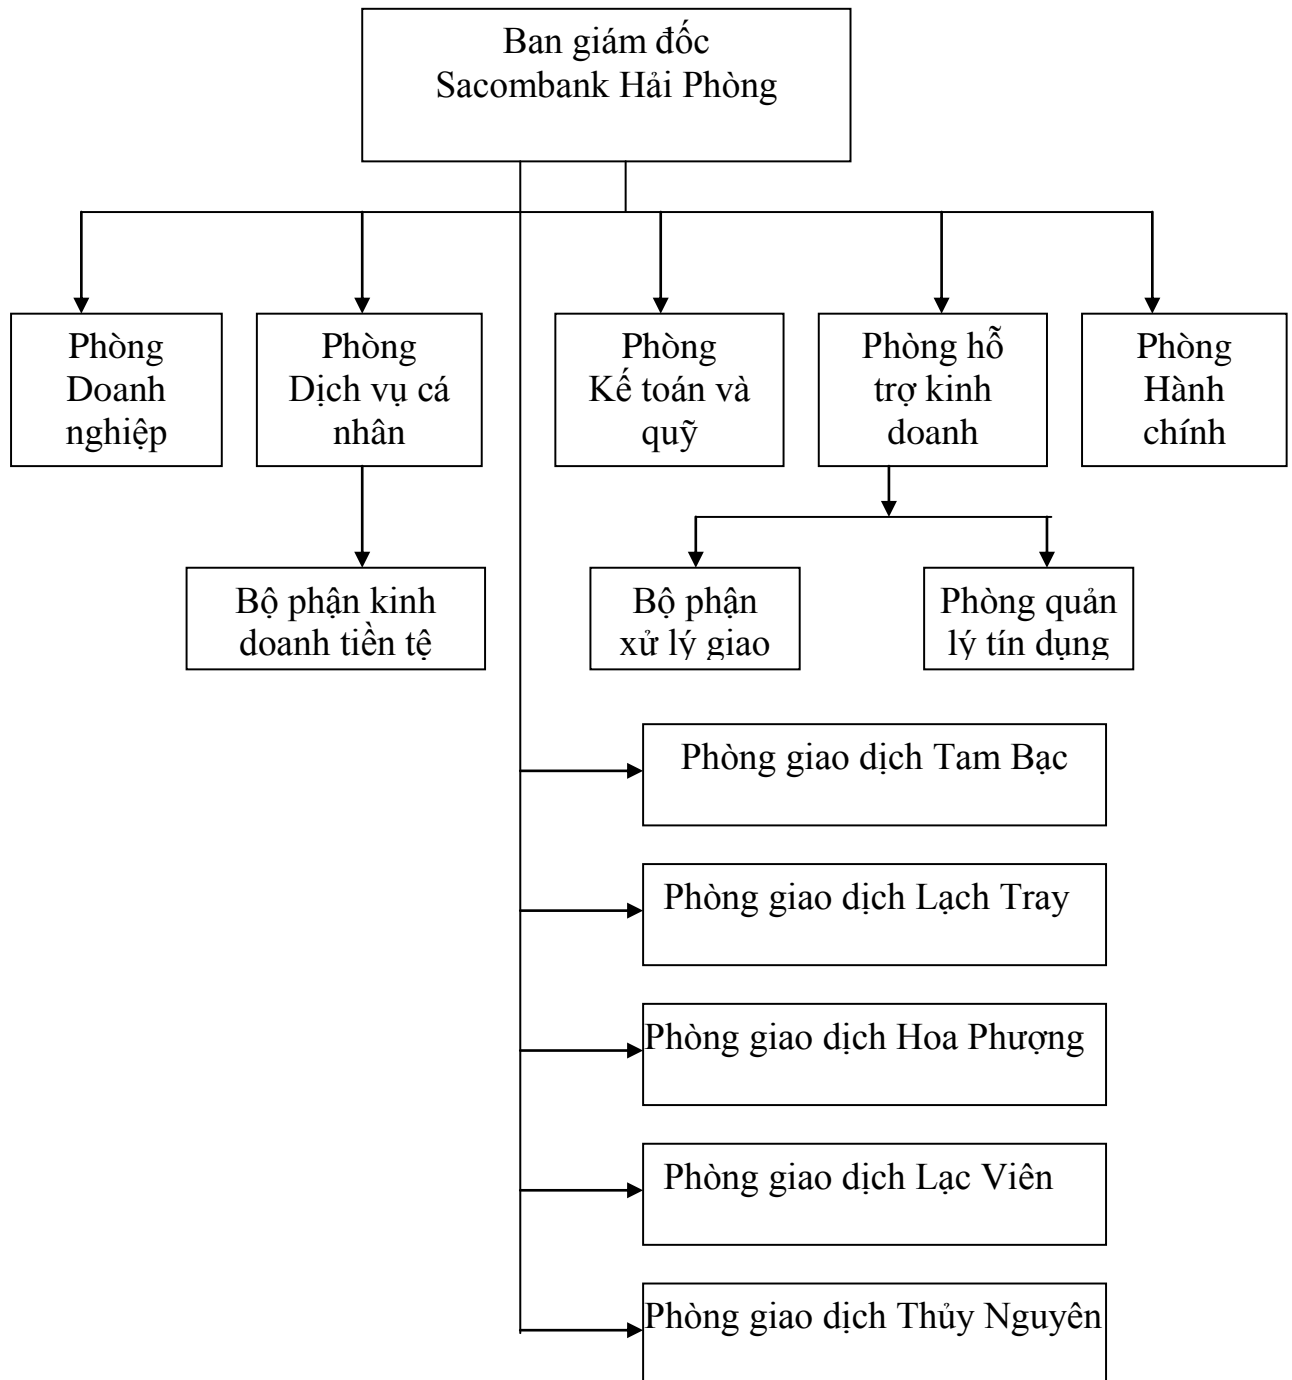 Ban giám đốc
Sacombank Hải Phòng
Phòng
Doanh
nghiệp
Phòng
Dịch vụ cá
nhân
Phòng
Kế toán và
quỹ
Phòng hỗ
trợ kinh
doanh
Phòng
Hành
chính
Bộ phận kinh
doanh tiền tệ
Bộ phận
xử lý giao
Phòng quản
lý tín dụng
Phòng giao dịch Tam Bạc
Phòng giao dịch Lạch Tray
Phòng giao dịch Hoa Phượng
Phòng giao dịch Lạc Viên
Phòng giao dịch Thủy Nguyên